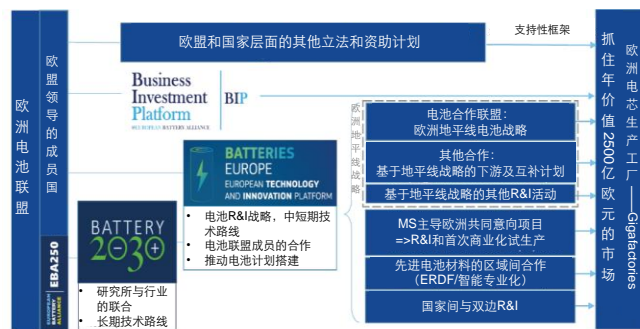 欧洲电池联盟
欧盟领导的成员国
EUROPEAN
BATTERY
ALLIANCE
EBA250
欧盟和国家层面的其他立法和资助计划
支持性框架
Business
Investment
Platform
EUROPEAN BATTERY ALLIANCE
BIP
BATTERIES
EUROPE
EUROPEAN TECHNOLOGY
AND INNOVATION PLATFORM
• 电池R&I战略，中短期技
术路线
• 电池联盟成员的合作
• 推动电池计划搭建
BATTERY
2030+
• 研究所与行业
的联合
• 长期技术路线
欧洲地平线战略
电池合作联盟：
欧洲地平线电池战略
其他合作：
基于地平线战略的下游及互补计划
基于地平线战略的其他R&I活动
MS主导欧洲共同意向项目
=>R&I和首次商业化试生产
先进电池材料的区域间合作
（ERDF/智能专业化）
国家间与双边R&I
抓住年价值2500亿欧元的市场
欧洲电芯生产工厂——Gigafactories